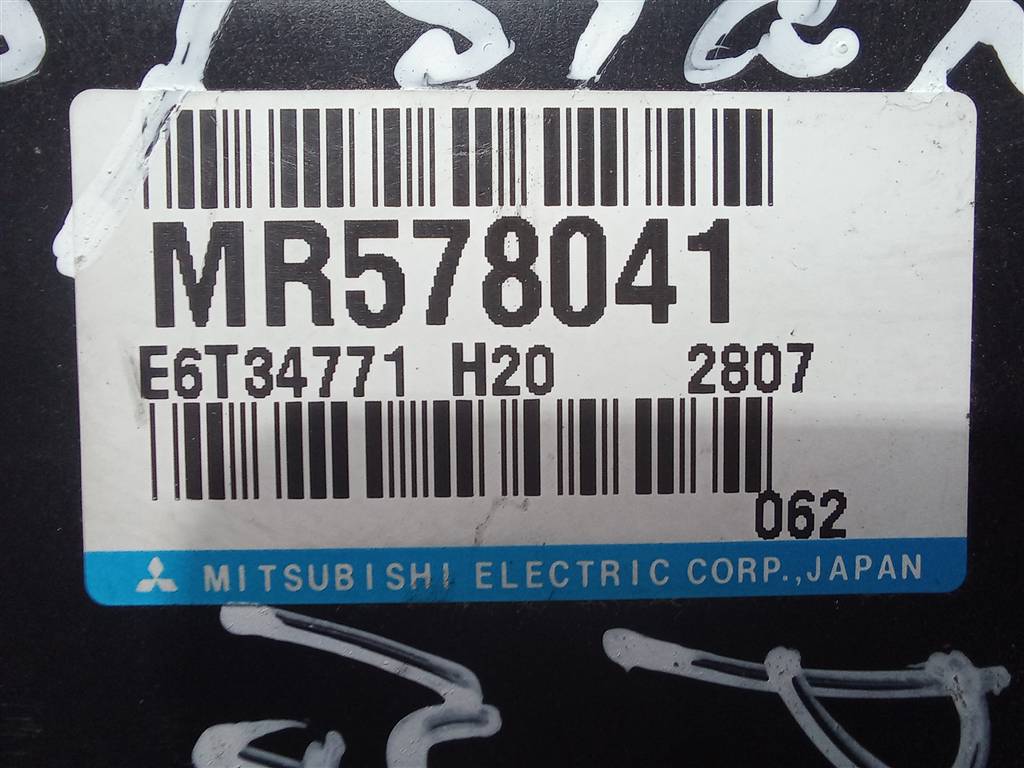 MR578041
E6T34771 H20 2807
062
MITSUBISHI ELECTRIC CORP.,JAPAN